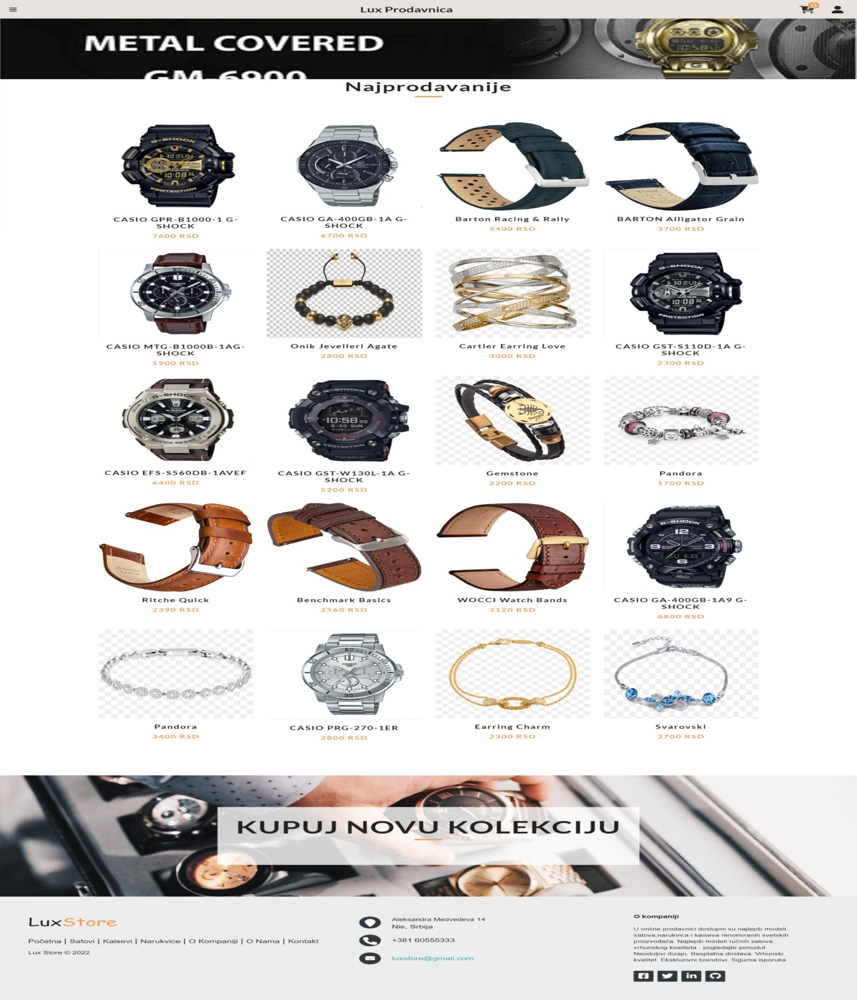 Lux Prodavnica
0
METAL COVERED
GM-6900
Najprodavanije
CASIO GPR-B1000-1 G-
SHOCK
7600 RSD
CASIO GA-400GB-1A G-
SHOCK
6700 RSD
Barton Racing & Rally
3400 RSD
BARTON Alligator Grain
3700 RSD
CASIO MTG-B1000B-1AG-
SHOCK
5900 RSD
Onik Jevelleri Agate
2800 RSD
Cartier Earring Love
3000 RSD
CASIO GST-S110D-1A G-
SHOCK
2300 RSD
CASIO EFS-S560DB-1AVEF
6400 RSD
CASIO GST-W130L-1A G-
SHOCK
5200 RSD
Gemstone
2200 RSD
Pandora
1700 RSD
Ritche Quick
2390 RSD
Benchmark Basics
2560 RSD
WOCCI Watch Bands
3120 RSD
CASIO GA-400GB-1A9 G-
SHOCK
6800 RSD
Pandora
3400 RSD
CASIO PRG-270-1ER
2800 RSD
Earring Charm
2300 RSD
Svarovski
2700 RSD
KUPUJ NOVU KOLEKCIJU
LuxStore
Početna | Satovi | Kaisevi | Narukvice | O Kompaniji | O Nama | Kontakt
Lux Store © 2022
Aleksandra Medvedeva 14
Nis, Srbija
+381 60555333
luxstore@gmail.com
O kompaniji
U online prodavnici dostupni su najlepši modeli
satova,narukvica i kaiseva renomiranih svetskih
proizvođača. Najlepši modeli ručnih satova
vrhunskog kvaliteta - pogledajte ponudu!
Neodoljivi dizajn. Besplatna dostava. Vrhunski
kvalitet. Ekskluzivni brendovi. Sigurna isporuka.